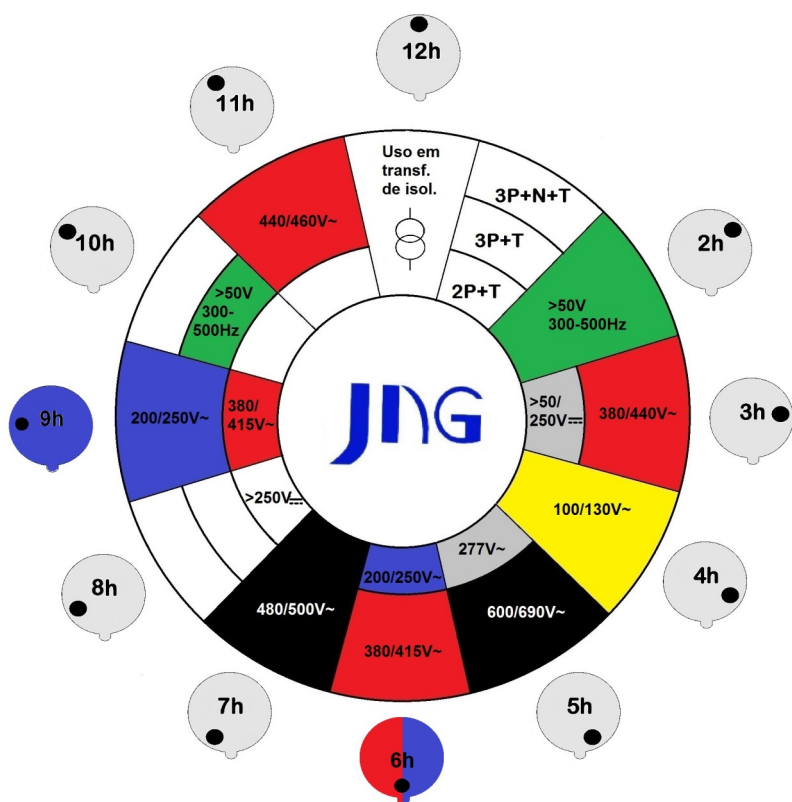 12h
11h
Uso em
transf.
de isol.
3P+N+T
3P+T
2P+T
440/460V~
10h
2h
>50V
300-
500Hz
>50V
300-500Hz
9h
200/250V~
380/
415V~
JNG
>50/
250V⎓
380/440V~
3h
>250V⎓
100/130V~
8h
480/500V~
200/250V~
277V~
600/690V~
4h
380/415V~
7h
6h
5h